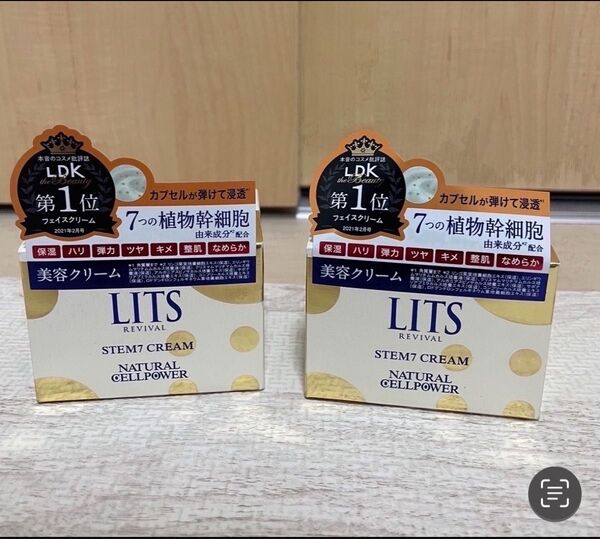 本音のコスメ批評誌
LDK
the Beauty
第1位
フェイスクリーム
2021年2月号
カプセルが弾けて浸透
7つの植物幹細胞
由来成分配合
保湿 ハリ 弾力 ツヤ キメ 整肌 なめらか
美容クリーム
LITS
REVIVAL
STEM7 CREAM
NATURAL
CELLPOWER
本音のコスメ批評誌
LDK
the Beauty
第1位
フェイスクリーム
2021年2月号
カプセルが弾けて浸透
7つの植物幹細胞
由来成分配合
保湿 ハリ 弾力 ツヤ キメ 整肌 なめらか
美容クリーム
LITS
REVIVAL
STEM7 CREAM
NATURAL
CELLPOWER